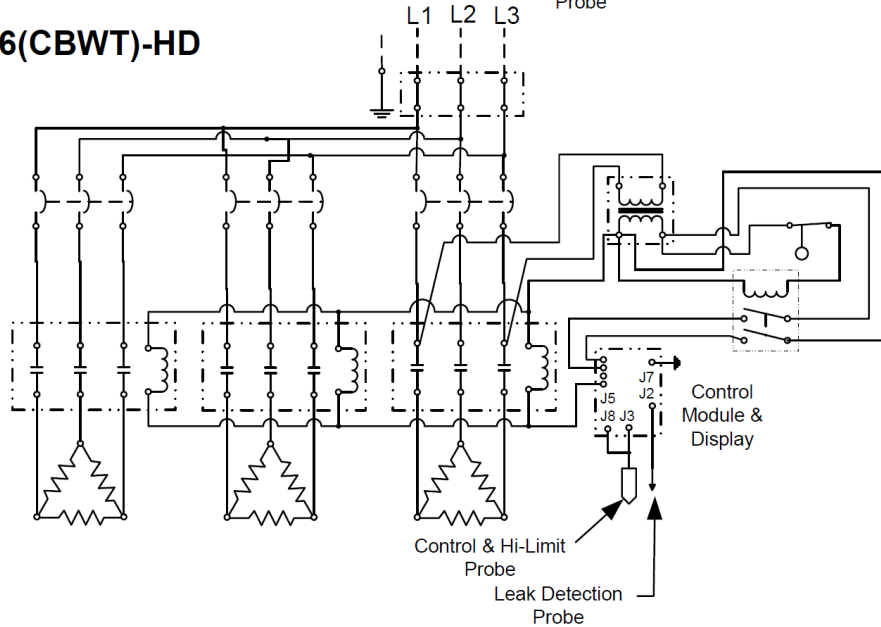 Probe
L1 L2 L3
6(CBWT)-HD
J7
J5 J2
J8 J3
Control
Module &
Display
Control & Hi-Limit
Probe
Leak Detection
Probe